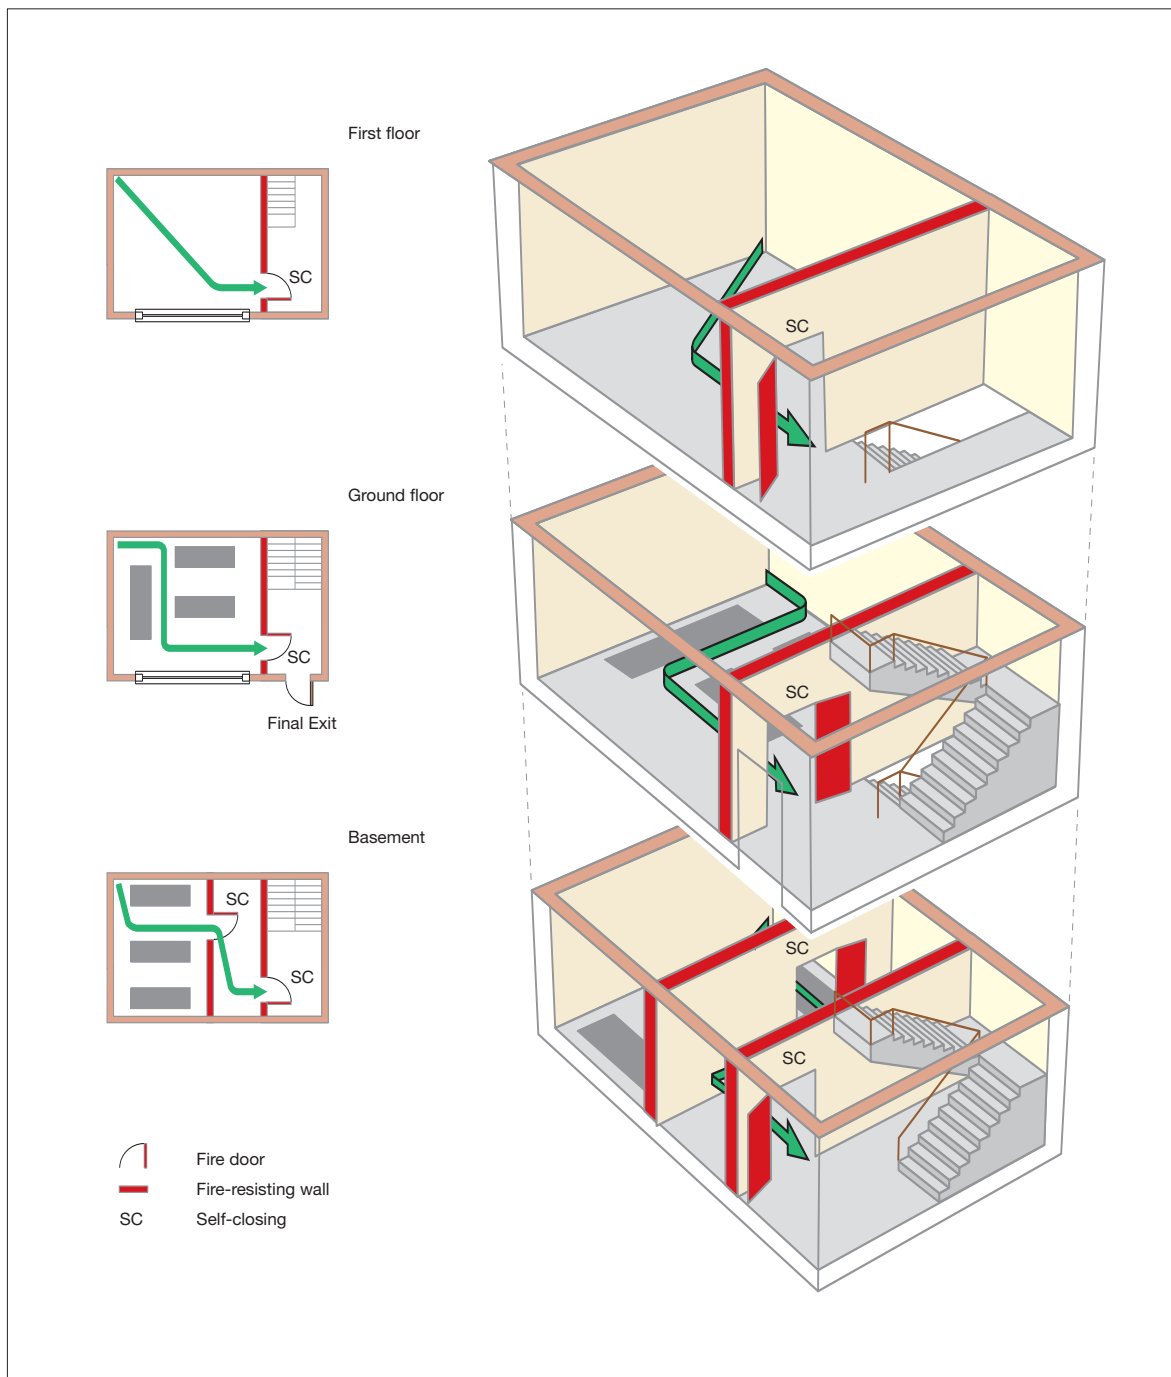 First floor
SC
SC
Ground floor
SC
SC
Final Exit
Basement
SC
SC
SC
SC
Fire door
Fire-resisting wall
SC
Self-closing